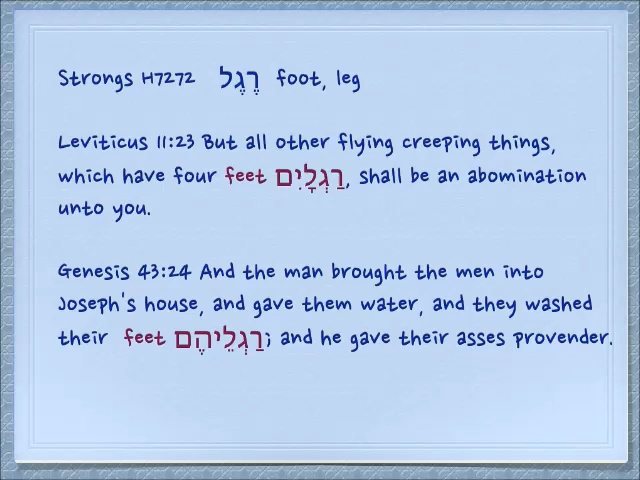 Strongs H7272 רֶגֶל foot, leg
Leviticus 11:23 But all other flying creeping things,
which have four feet רַגְלָיִם, shall be an abomination
unto you.
Genesis 43:24 And the man brought the men into
Joseph's house, and gave them water, and they washed
their feet רַגְלֵיהֶם; and he gave their asses provender.